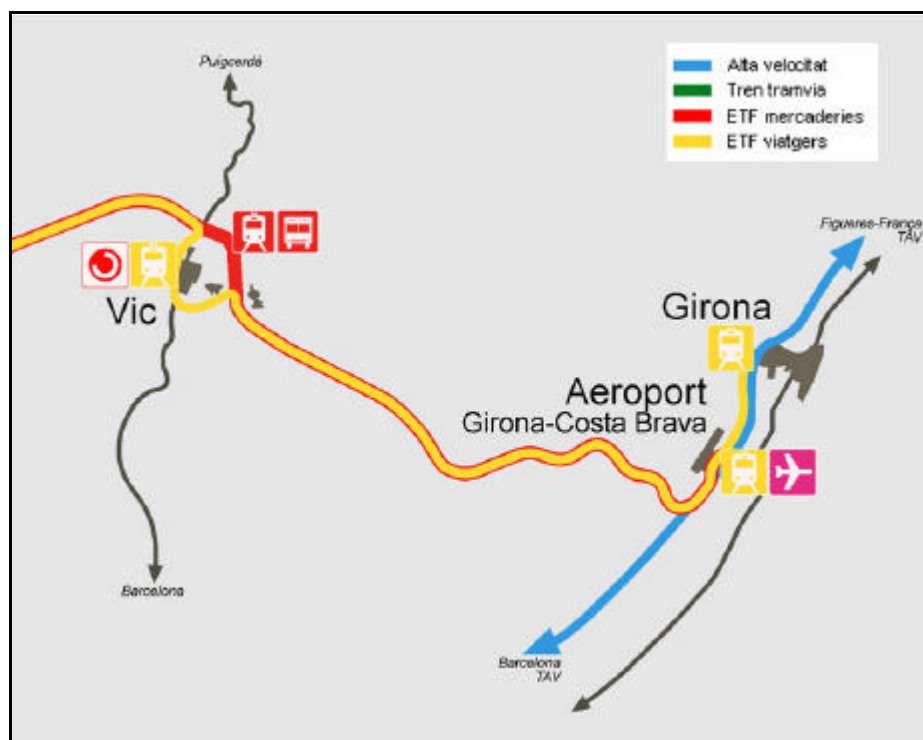 Puigcerdà
Alta velocitat
Tren tramvia
ETF mercaderies
ETF viatgers
Figueres-França
TAV
Vic
Girona
Aeroport
Girona-Costa Brava
Barcelona
Barcelona
TAV